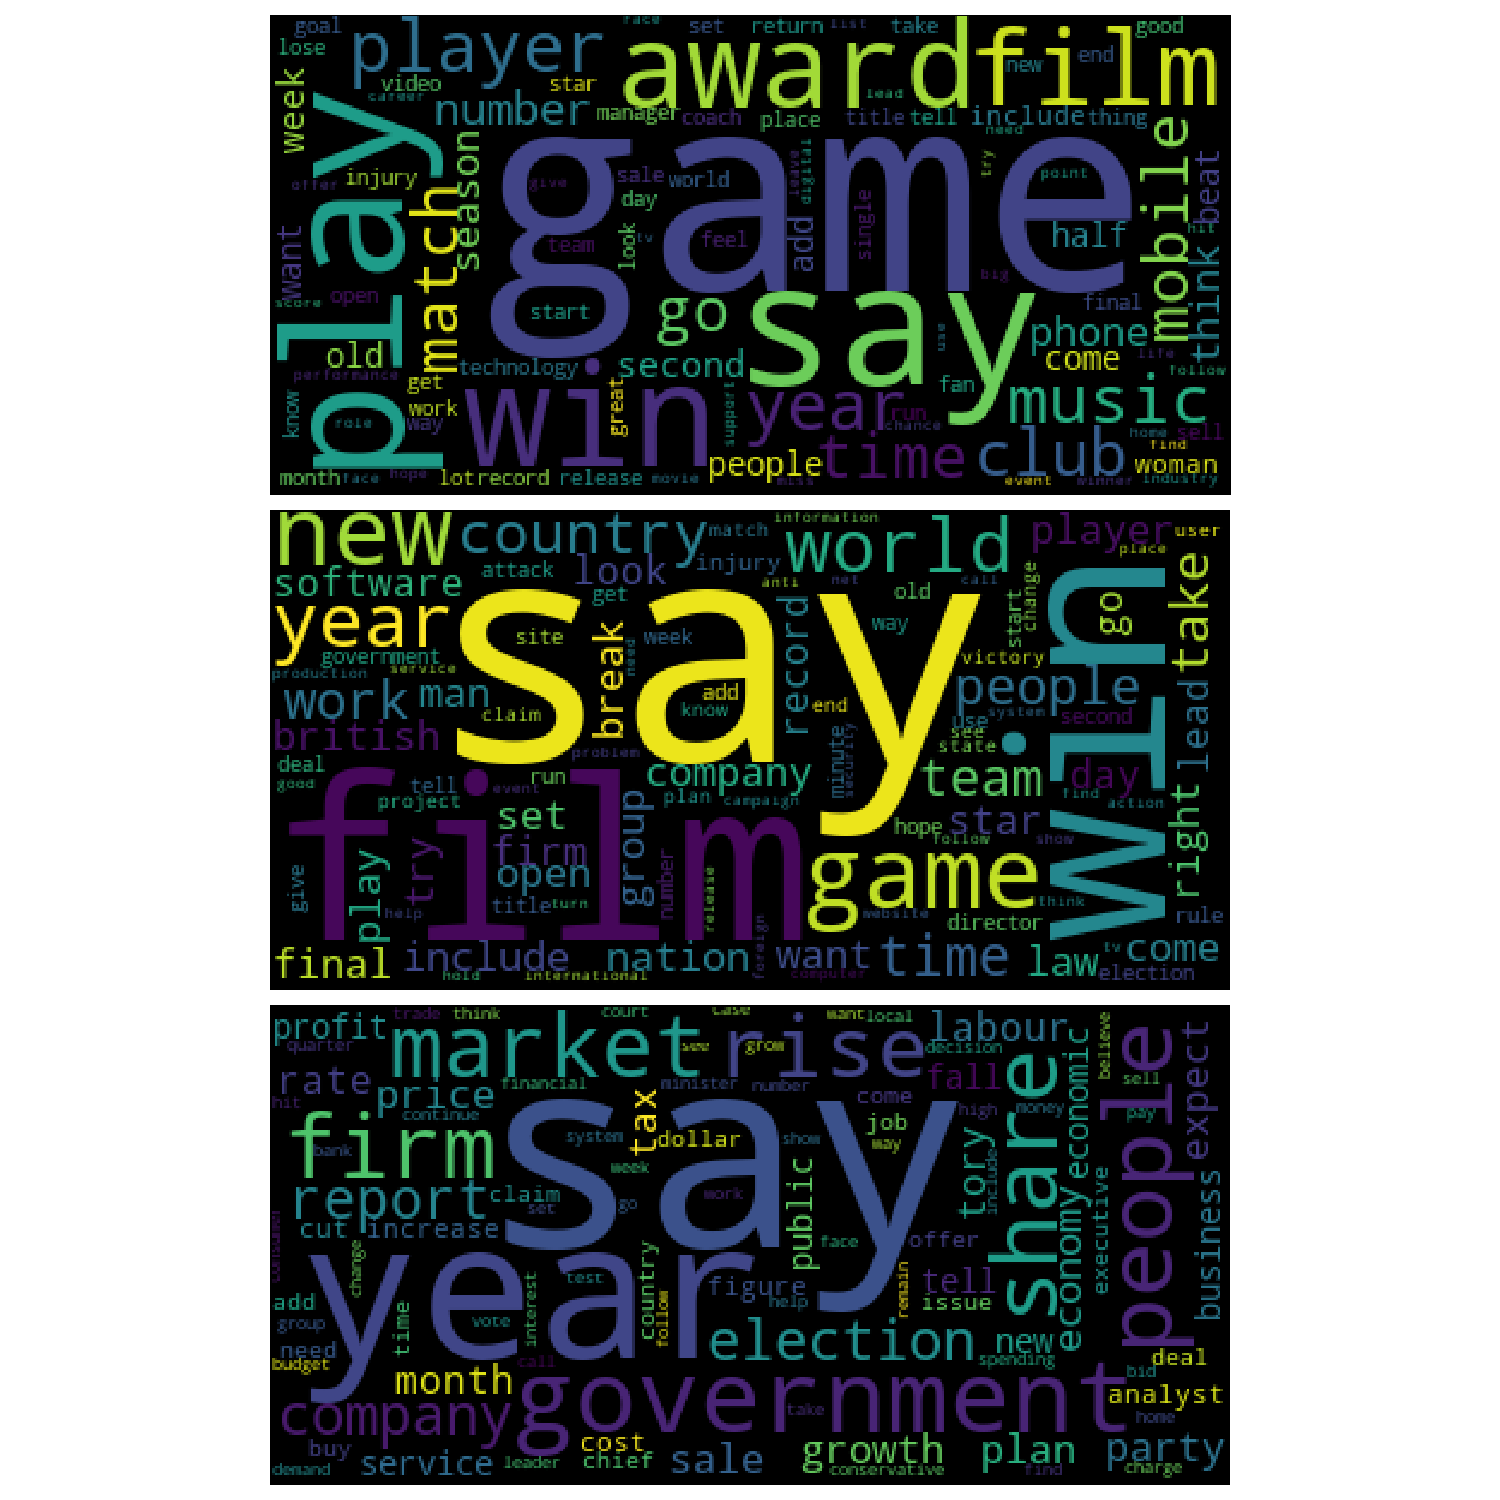 goal face set return list take good
lose player award film new end
week video star lead
career number manager coach place title tell include thing
play need mobile
match season game
offer injury give sale world digital leave try point beat
want day add single
team look tv feel half hit
score open start go say big final think
old technology second use phone come life follow
performance get win great fan music
know work year run
role way support chance
people time club home sell find woman
month face hope lot record release movie miss event winner industry
new country match information world player user place
software attack look injury anti net call old change
year get start go take
government site break need week record way victory
production service work man claim add know end people
british problem see use system state second lead
deal good tell run event company minute security team day find action right
project plan campaign
say film win
set firm open group number release hope star show follow game
give play try help title turn website director think rule
final include hold nation international foreign want computer time law tv come election
profit trade think court case want local labour
quarter market see rise grow decision
rate price financial minister number come fall high money economic believe sell
hit continue firm bank tax dollar job way pay expect
system show week
report claim set go work public tory include share people
cut increase say face offer executive business
consumer change year test figure help country follow remain tell issue economy
add group time vote interest
need election new spending
budget month call government deal bid analyst
company take home
buy service cost chief sale growth plan party
demand leader conservative find charge